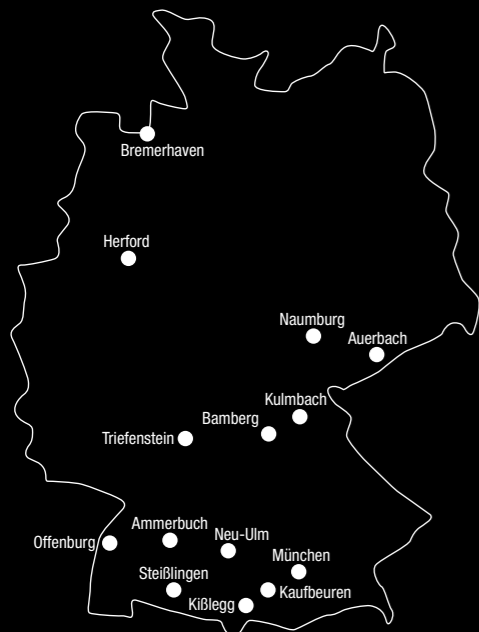 Bremerhaven
Herford
Naumburg
Auerbach
Kulmbach
Bamberg
Triefenstein
Ammerbuch
Offenburg
Neu-Ulm
München
Steißlingen
Kaufbeuren
Kißlegg